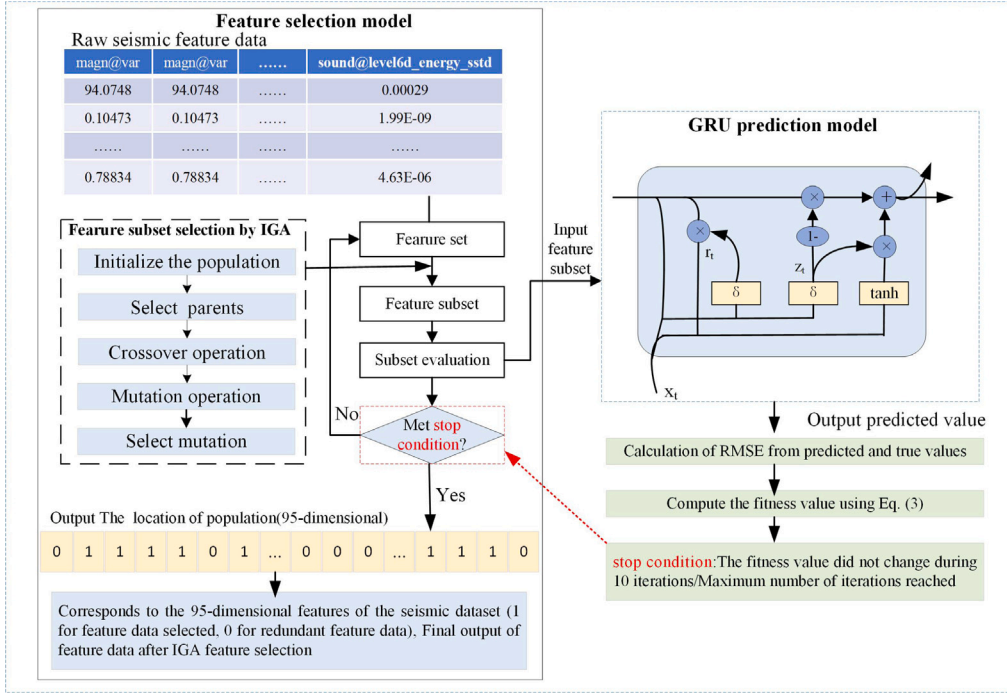 Feature selection model
Raw seismic feature data
magn@var magn@var ...... sound@level6d_energy_sstd
94.0748 94.0748 ...... 0.00029
0.10473 0.10473 ...... 1.99E-09
...... ...... ......
0.78834 0.78834 ...... 4.63E-06
Fearure subset selection by IGA
Initialize the population
Select parents
Crossover operation
Mutation operation
Select mutation
Fearure set
Feature subset
Subset evaluation
Met stop
condition?
No
Yes
Input
feature
subset
GRU prediction model
×
+
1-
×
×
r_t
z_t
δ
δ
tanh
x_t
Output predicted value
Calculation of RMSE from predicted and true values
Compute the fitness value using Eq. (3)
stop condition:The fitness value did not change during
10 iterations/Maximum number of iterations reached
Output The location of population(95-dimensional)
0 1 1 1 1 0 1 ... 0 0 0 ... 1 1 1 0
Corresponds to the 95-dimensional features of the seismic dataset (1
for feature data selected, 0 for redundant feature data), Final output of
feature data after IGA feature selection